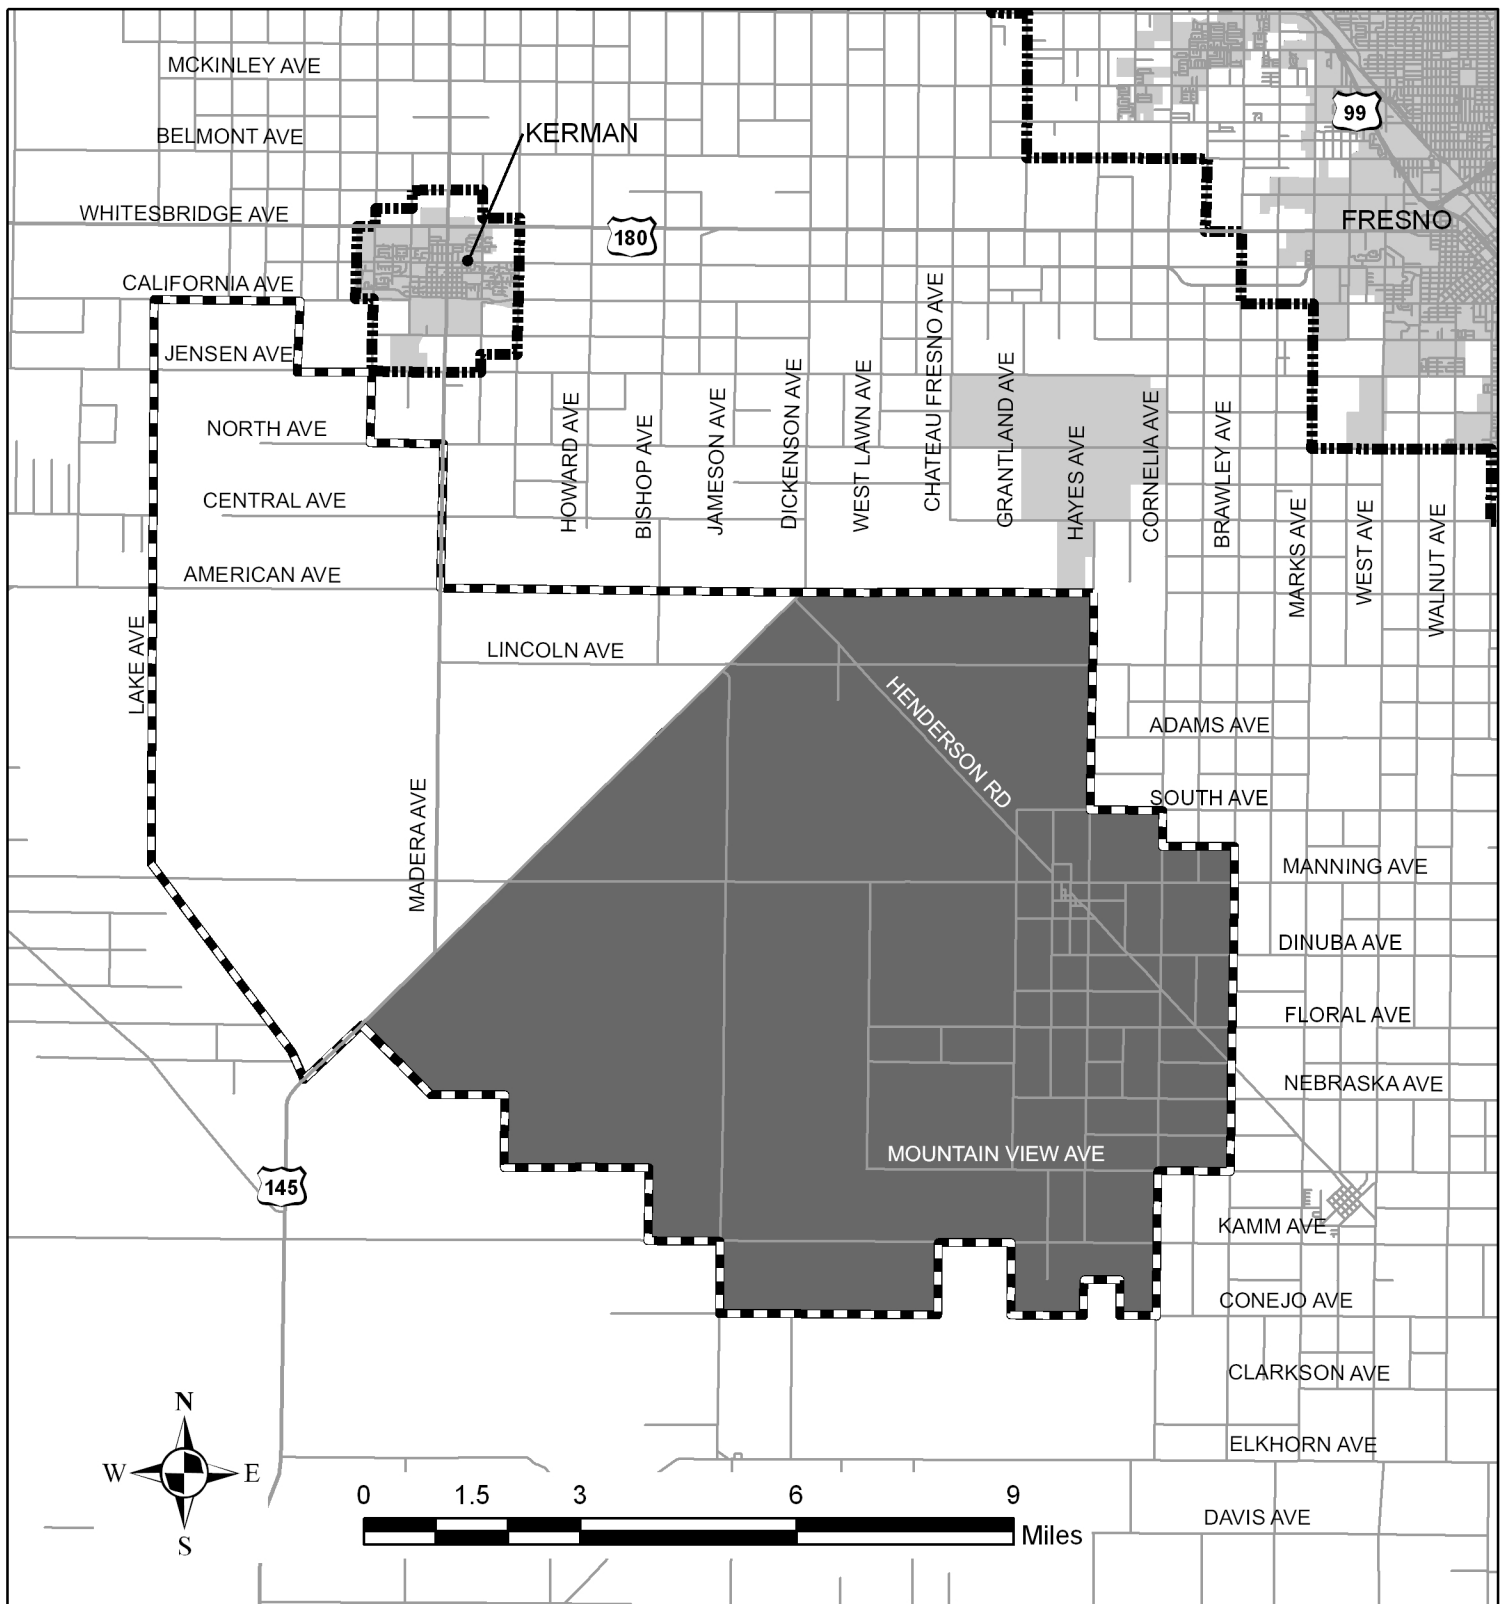 MCKINLEY AVE
99
BELMONT AVE
KERMAN
WHITESBRIDGE AVE
180
FRESNO
CALIFORNIA AVE
JENSEN AVE
NORTH AVE
CENTRAL AVE
AMERICAN AVE
HOWARD AVE
BISHOP AVE
JAMESON AVE
DICKENSON AVE
WEST LAWN AVE
CHATEAU FRESNO AVE
GRANTLAND AVE
HAYES AVE
CORNELIA AVE
BRAWLEY AVE
MARKS AVE
WEST AVE
WALNUT AVE
LAKE AVE
LINCOLN AVE
HENDERSON RD
ADAMS AVE
SOUTH AVE
MADERA AVE
MANNING AVE
DINUBA AVE
FLORAL AVE
NEBRASKA AVE
MOUNTAIN VIEW AVE
145
KAMM AVE
CONEJO AVE
CLARKSON AVE
ELKHORN AVE
DAVIS AVE
N
W E
S
0 1.5 3 6 9
Miles